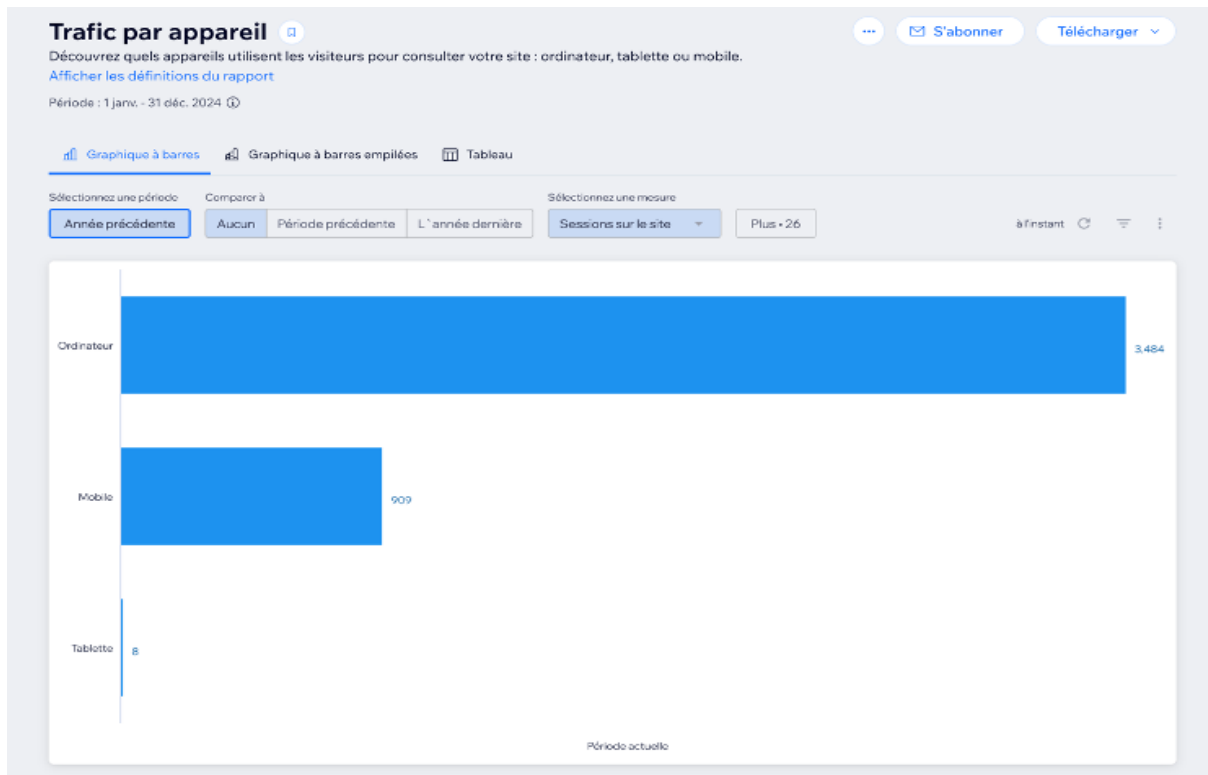 Trafic par appareil
S'abonner
Télécharger
Découvrez quels appareils utilisent les visiteurs pour consulter votre site : ordinateur, tablette ou mobile.
Afficher les définitions du rapport
Période : 1 janv. - 31 déc. 2024
Graphique à barres
Graphique à barres empilées
Tableau
Sélectionnez une période
Comparer à
Sélectionnez une mesure
Année précédente
Aucun
Période précédente
L`année dernière
Sessions sur le site
Plus • 26
à l'instant
Ordinateur
3,484
Mobile
909
Tablette
8
Période actuelle